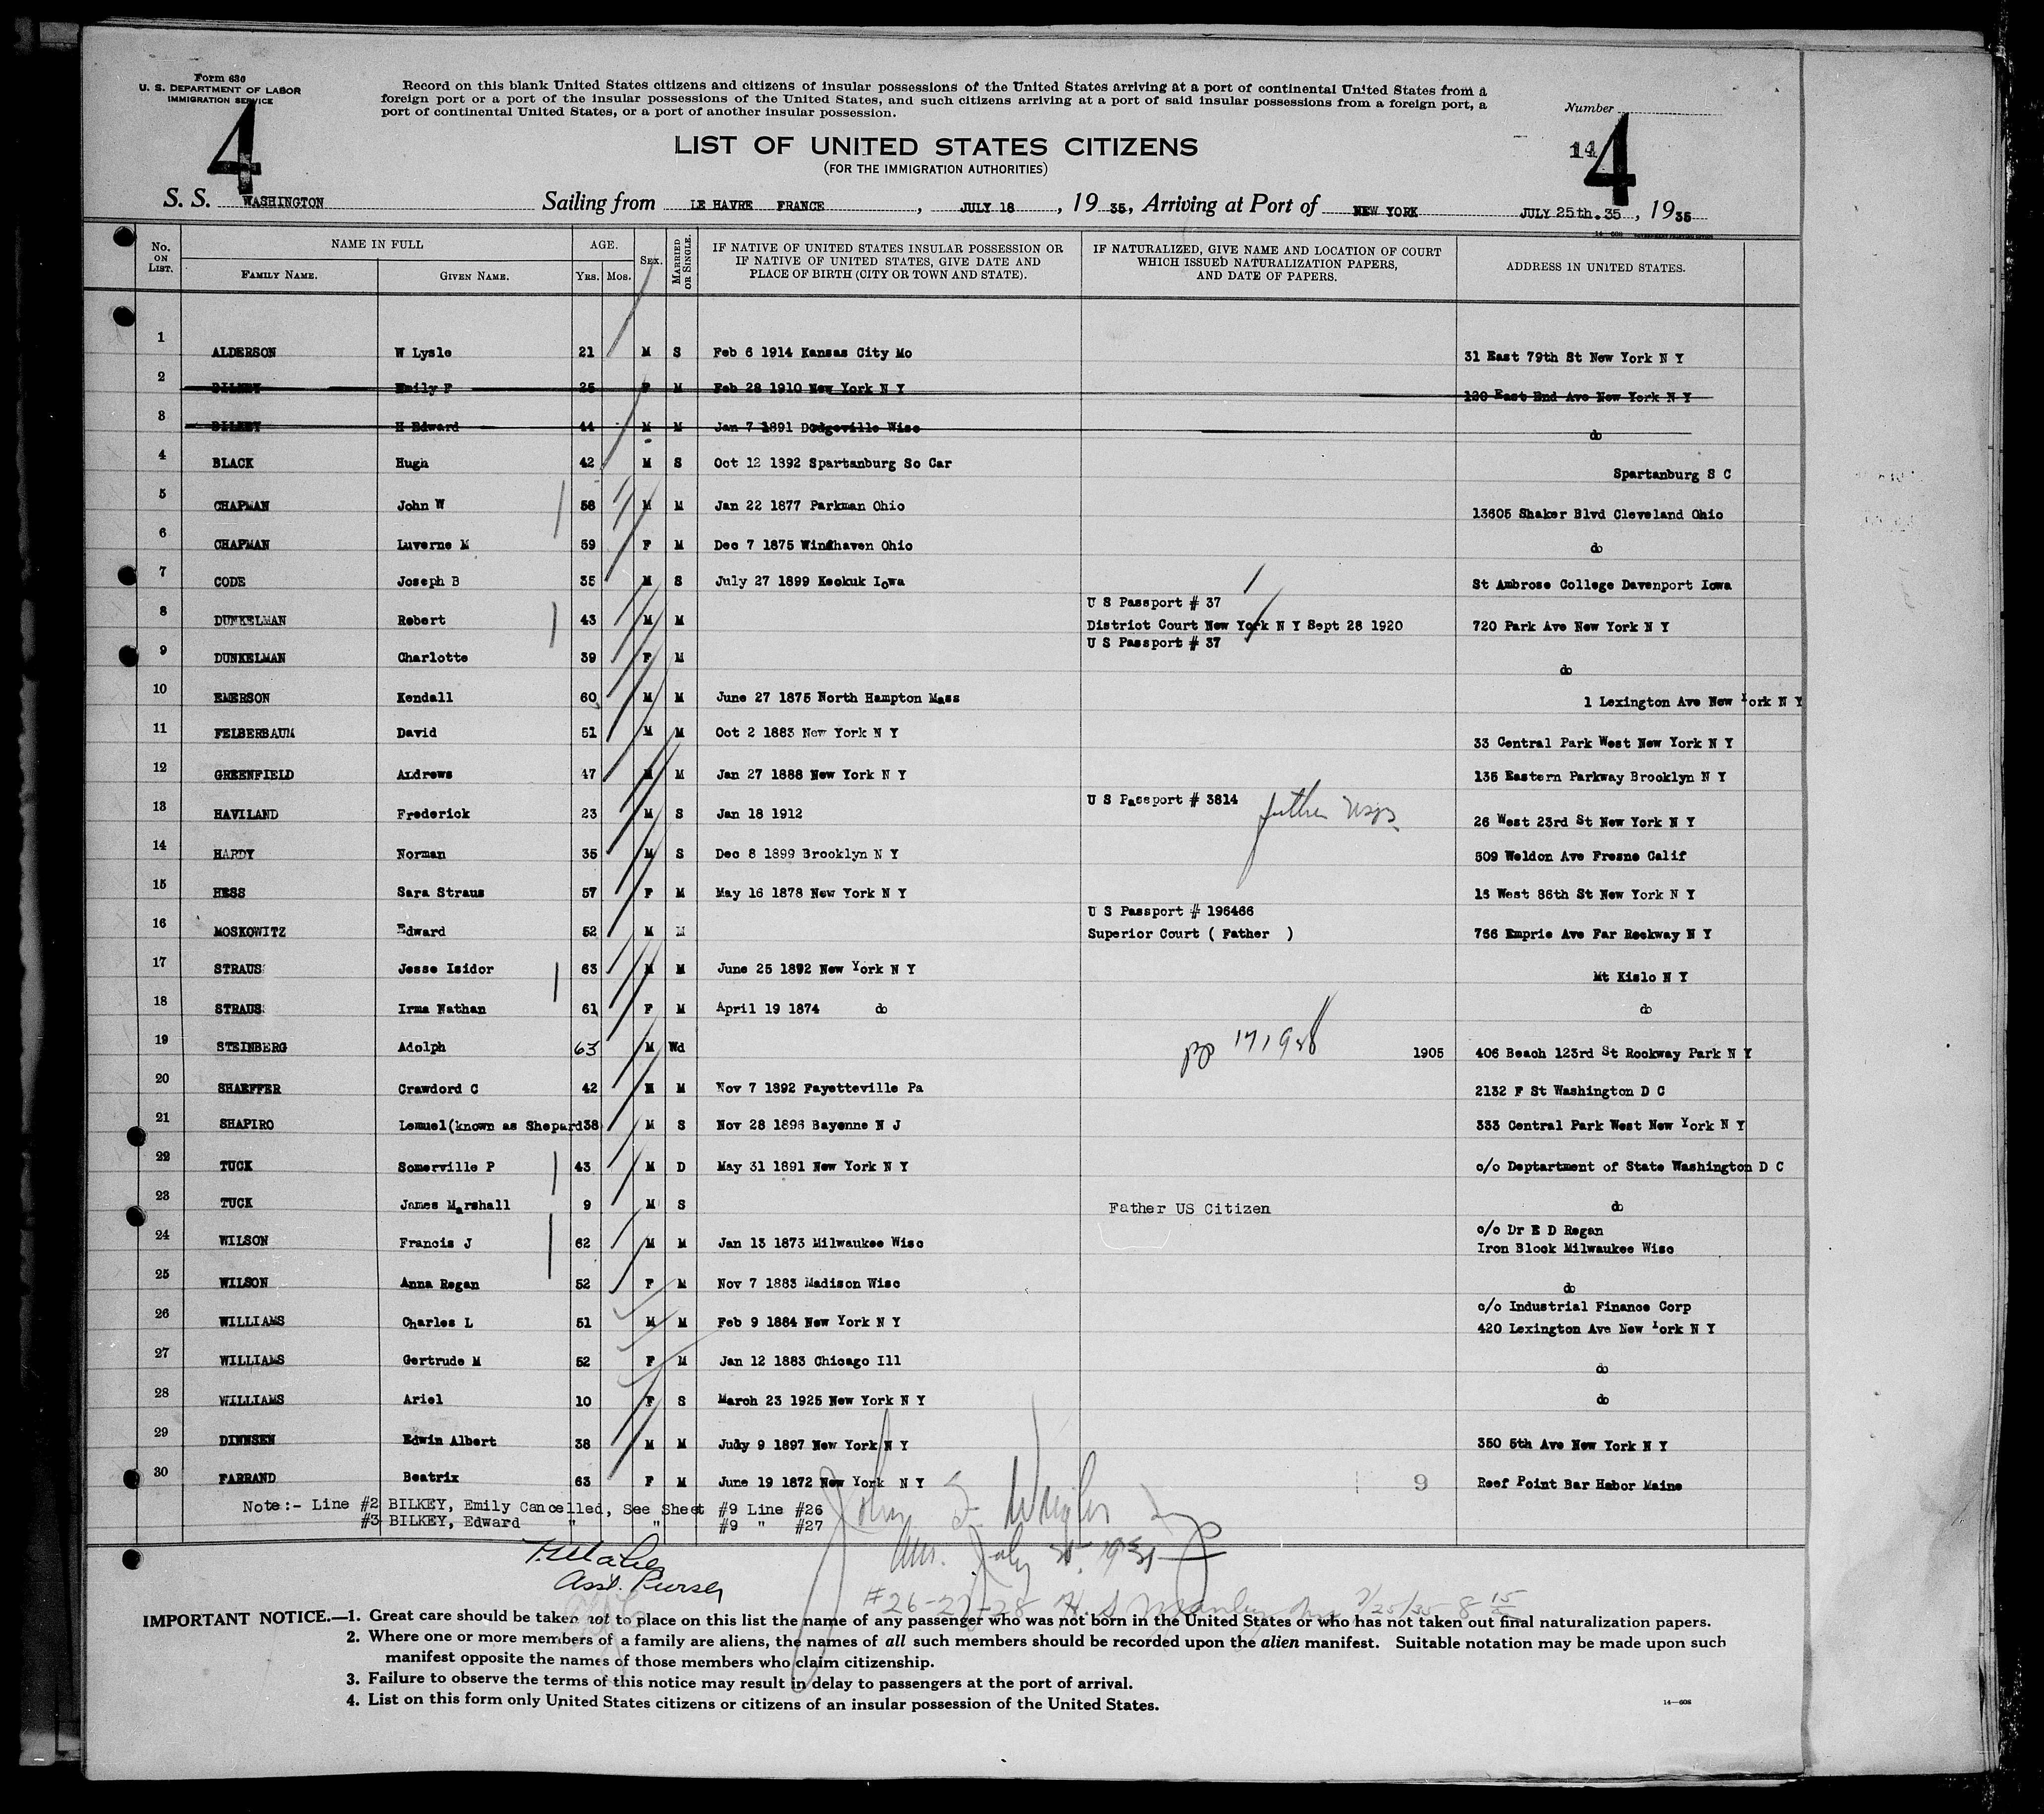 Form 630
U. S. DEPARTMENT OF LABOR
IMMIGRATION SERVICE
4
Record on this blank United States citizens and citizens of insular possessions of the United States arriving at a port of continental United States from a
foreign port or a port of the insular possessions of the United States, and such citizens arriving at a port of said insular possessions from a foreign port, a
port of continental United States, or a port of another insular possession.
Number
14
4
LIST OF UNITED STATES CITIZENS
(FOR THE IMMIGRATION AUTHORITIES)
S. S. WASHINGTON Sailing from LE HAVRE FRANCE, JULY 18, 1935, Arriving at Port of NEW YORK JULY 25th.35, 1935
No. ON LIST. NAME IN FULL FAMILY NAME. GIVEN NAME. AGE. YRS. MOS. SEX. MARRIED OR SINGLE. IF NATIVE OF UNITED STATES INSULAR POSSESSION OR IF NATIVE OF UNITED STATES, GIVE DATE AND PLACE OF BIRTH (CITY OR TOWN AND STATE). IF NATURALIZED, GIVE NAME AND LOCATION OF COURT WHICH ISSUED NATURALIZATION PAPERS, AND DATE OF PAPERS. ADDRESS IN UNITED STATES.
1 ALDERSON W Lysle 21 M S Feb 6 1914 Kansas City Mo 31 East 79th St New York N Y
2 BILKEY Emily F 25 F M Feb 28 1910 New York N Y 120 East End Ave New York N Y
3 BILKEY H Edward 44 M M Jan 7 1891 Dodgeville Wisc do
4 BLACK Hugh 42 M S Oct 12 1892 Spartanburg So Car Spartanburg S C
5 CHAPMAN John W 58 M M Jan 22 1877 Parkman Ohio 13605 Shaker Blvd Cleveland Ohio
6 CHAPMAN Luverne M 59 F M Dec 7 1875 Windhaven Ohio do
7 CODE Joseph B 35 M S July 27 1899 Keokuk Iowa St Ambrose College Davenport Iowa
U S Passport # 37
8 DUNKELMAN Robert 43 M M District Court New York N Y Sept 28 1920 720 Park Ave New York N Y
U S Passport # 37
9 DUNKELMAN Charlotte 39 F M do
10 EMERSON Kendall 60 M M June 27 1875 North Hampton Mass 1 Lexington Ave New York N Y
11 FELBERBAUM David 51 M M Oct 2 1883 New York N Y 33 Central Park West New York N Y
12 GREENFIELD Andrews 47 M M Jan 27 1888 New York N Y 135 Eastern Parkway Brooklyn N Y
U S Passport # 3814
13 HAVILAND Frederick 23 M S Jan 18 1912 father 26 West 23rd St New York N Y
14 HARDY Norman 35 M S Dec 8 1899 Brooklyn N Y 509 Weldon Ave Fresne Calif
15 HESS Sara Straus 57 F M May 16 1878 New York N Y 16 West 86th St New York N Y
U S Passport # 196466
16 MOSKOWITZ Edward 52 M M Superior Court ( Father ) 766 Emprie Ave Far Rockway N Y
17 STRAUS Jesse Isidor 63 M M June 25 1892 New York N Y Mt Kislo N Y
18 STRAUS Irma Nathan 61 F M April 19 1874 do do
19 STEINBERG Adolph 63 M Wd 1905 406 Beach 123rd St Rockway Park N Y
20 SHAEFFER Crawdord C 42 M M Nov 7 1892 Fayetteville Pa 2132 F St Washington D C
21 SHAPIRO Lemuel(known as Shepard 38 M S Nov 28 1896 Bayonne N J 333 Central Park West New York N Y
22 TUCK Somerville P 43 M D May 31 1891 New York N Y c/o Deptartment of State Washington D C
23 TUCK James Marshall 9 M S Father US Citizen do
c/o Dr E D Regan
24 WILSON Francis J 62 M M Jan 13 1873 Milwaukee Wisc Iron Block Milwaukee Wisc
25 WILSON Anna Regan 52 F M Nov 7 1883 Madison Wisc do
c/o Industrial Finance Corp
26 WILLIAMS Charles L 51 M M Feb 9 1884 New York N Y 420 Lexington Ave New York N Y
27 WILLIAMS Gertrude M 52 F M Jan 12 1883 Chicago Ill do
28 WILLIAMS Ariel 10 F S March 23 1925 New York N Y do
29 DINNSEN Edwin Albert 38 M M July 9 1897 New York N Y 350 5th Ave New York N Y
30 FARRAND Beatrix 63 F M June 19 1872 New York N Y 9 Reef Point Bar Habor Maine
Note:- Line #2 BILKEY, Emily Cancelled, See Sheet #9 Line #26
#3 BILKEY, Edward " " #9 " #27
Asst. Purser
#26-27-28 7/25/35
IMPORTANT NOTICE.—1. Great care should be taken not to place on this list the name of any passenger who was not born in the United States or who has not taken out final naturalization papers.
2. Where one or more members of a family are aliens, the names of all such members should be recorded upon the alien manifest. Suitable notation may be made upon such
manifest opposite the names of those members who claim citizenship.
3. Failure to observe the terms of this notice may result in delay to passengers at the port of arrival.
4. List on this form only United States citizens or citizens of an insular possession of the United States.
14—608